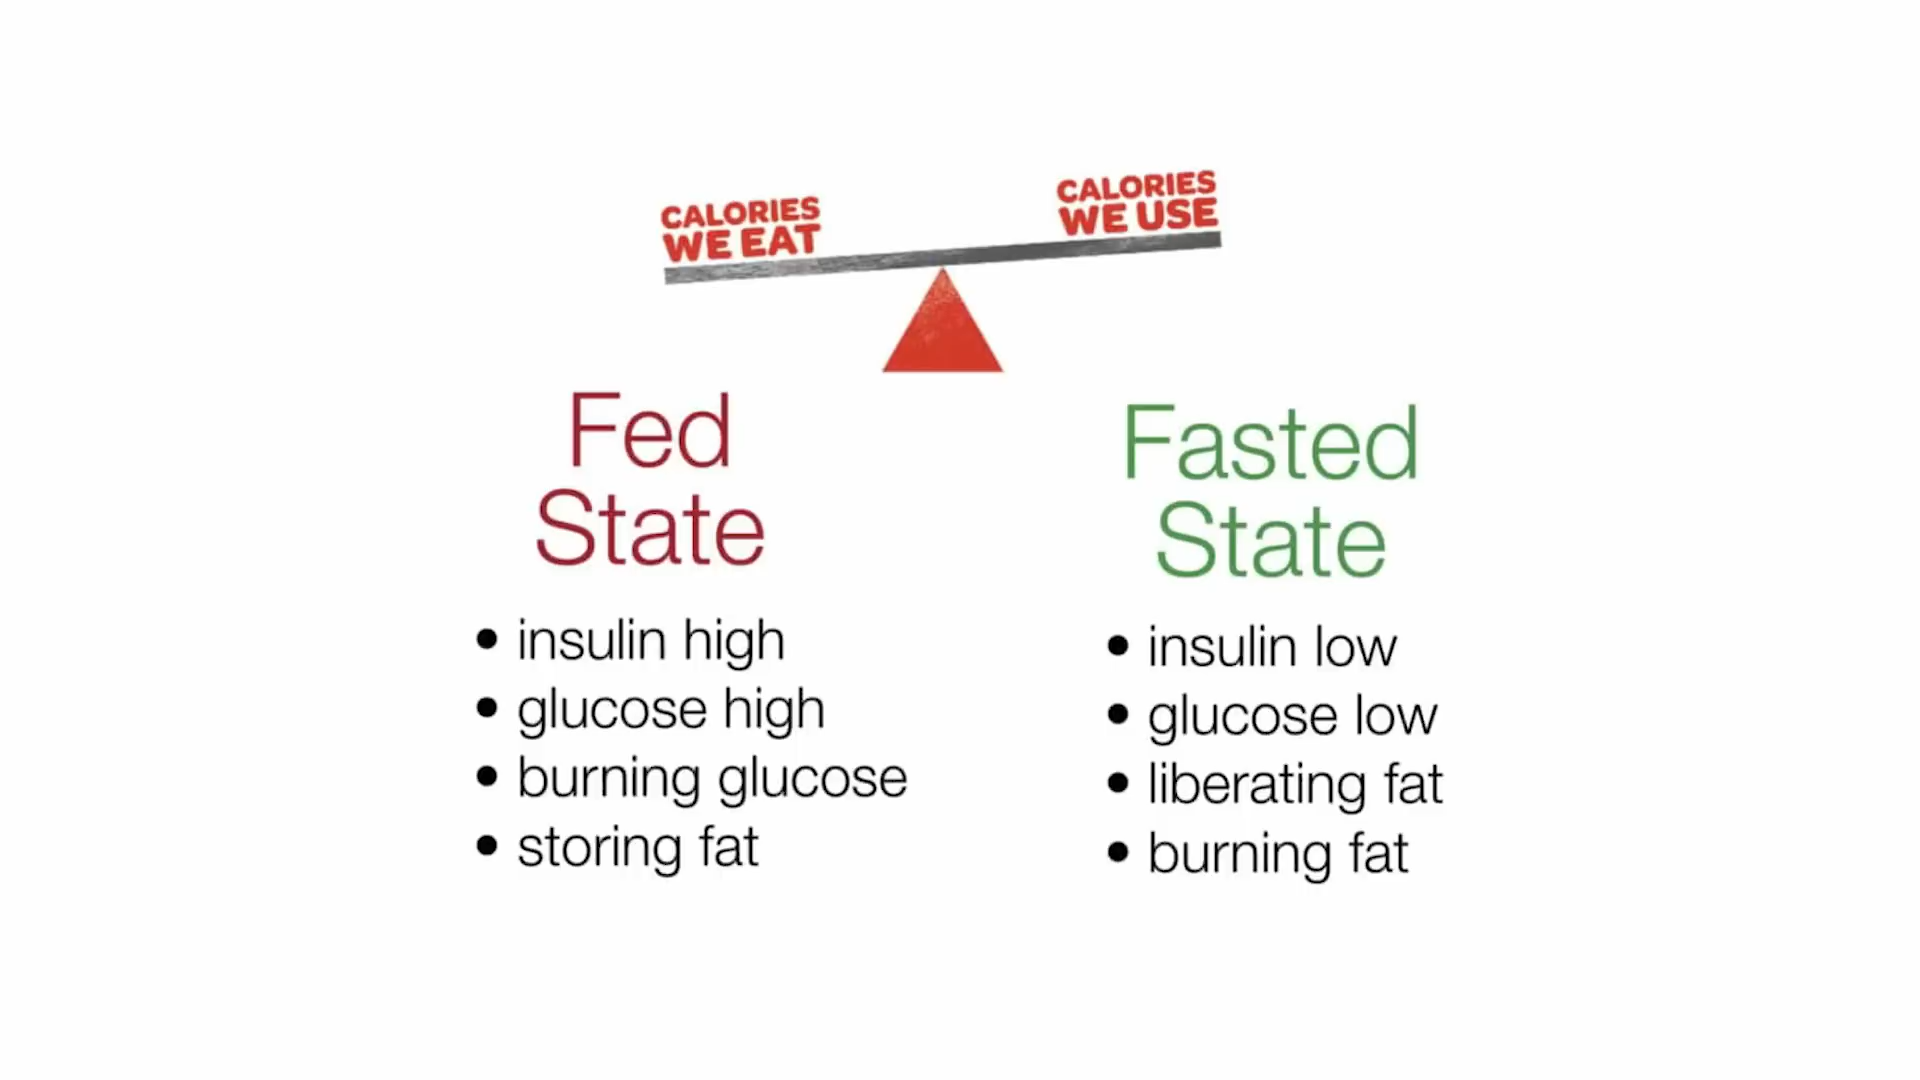 CALORIES
WE EAT
CALORIES
WE USE
Fed
State
• insulin high
• glucose high
• burning glucose
• storing fat
Fasted
State
• insulin low
• glucose low
• liberating fat
• burning fat